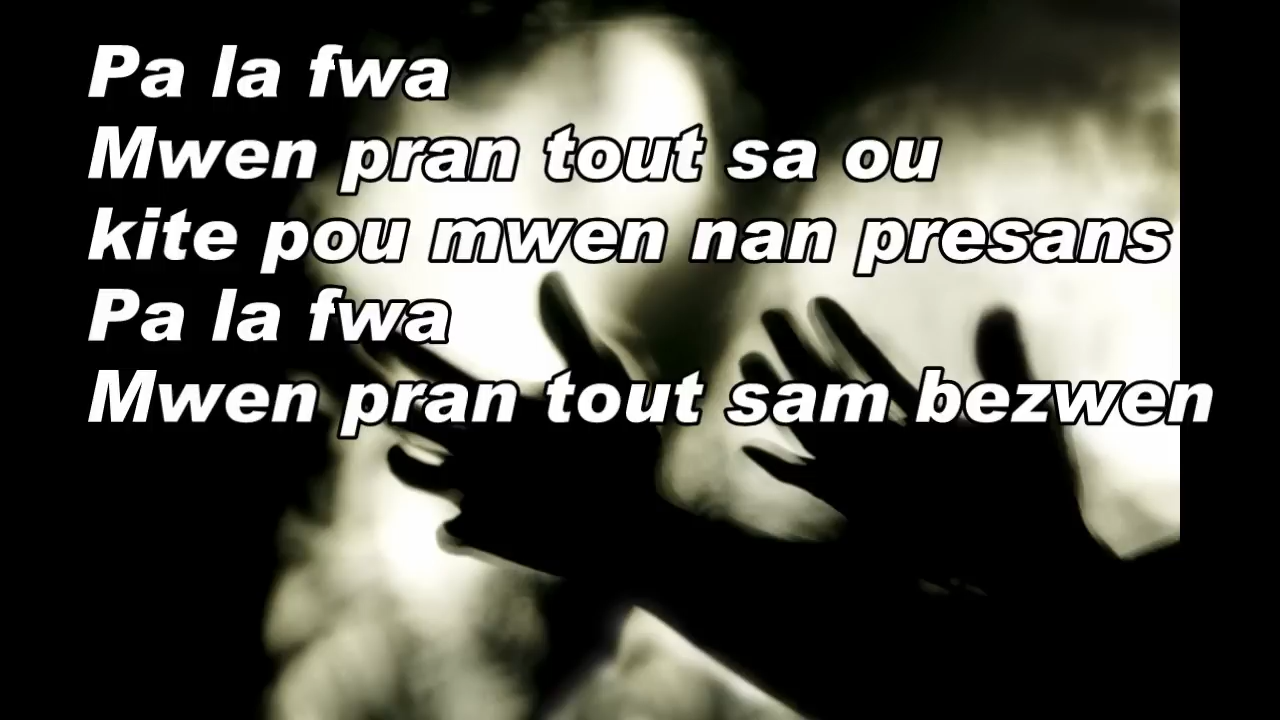 Pa la fwa
Mwen pran tout sa ou
kite pou mwen nan presans
Pa la fwa
Mwen pran tout sam bezwen